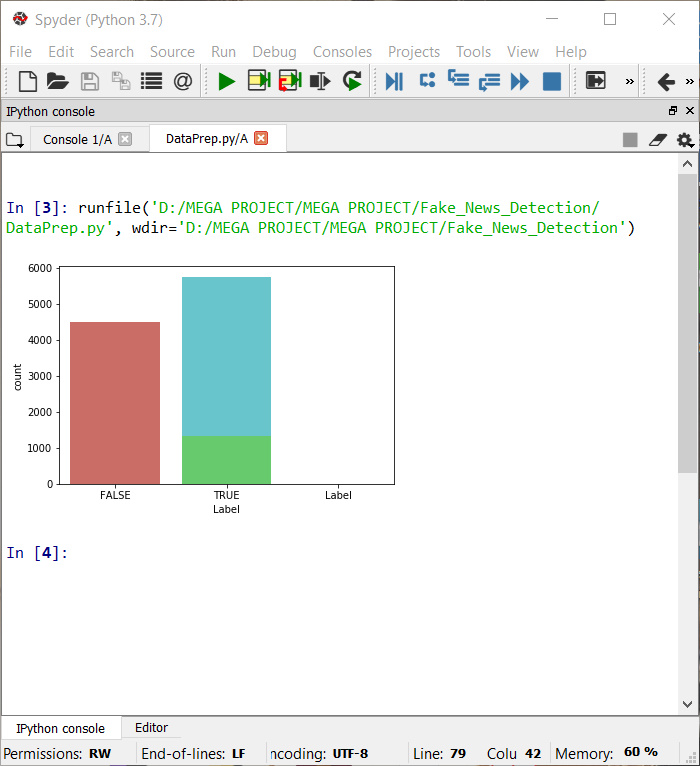 Spyder (Python 3.7)
File Edit Search Source Run Debug Consoles Projects Tools View Help
IPython console
Console 1/A DataPrep.py/A
In [3]: runfile('D:/MEGA PROJECT/MEGA PROJECT/Fake_News_Detection/
DataPrep.py', wdir='D:/MEGA PROJECT/MEGA PROJECT/Fake_News_Detection')
6000
5000
4000
3000
2000
1000
0
count
FALSE TRUE Label
Label
In [4]:
IPython console Editor
Permissions: RW End-of-lines: LF ncoding: UTF-8 Line: 79 Colu 42 Memory: 60 %